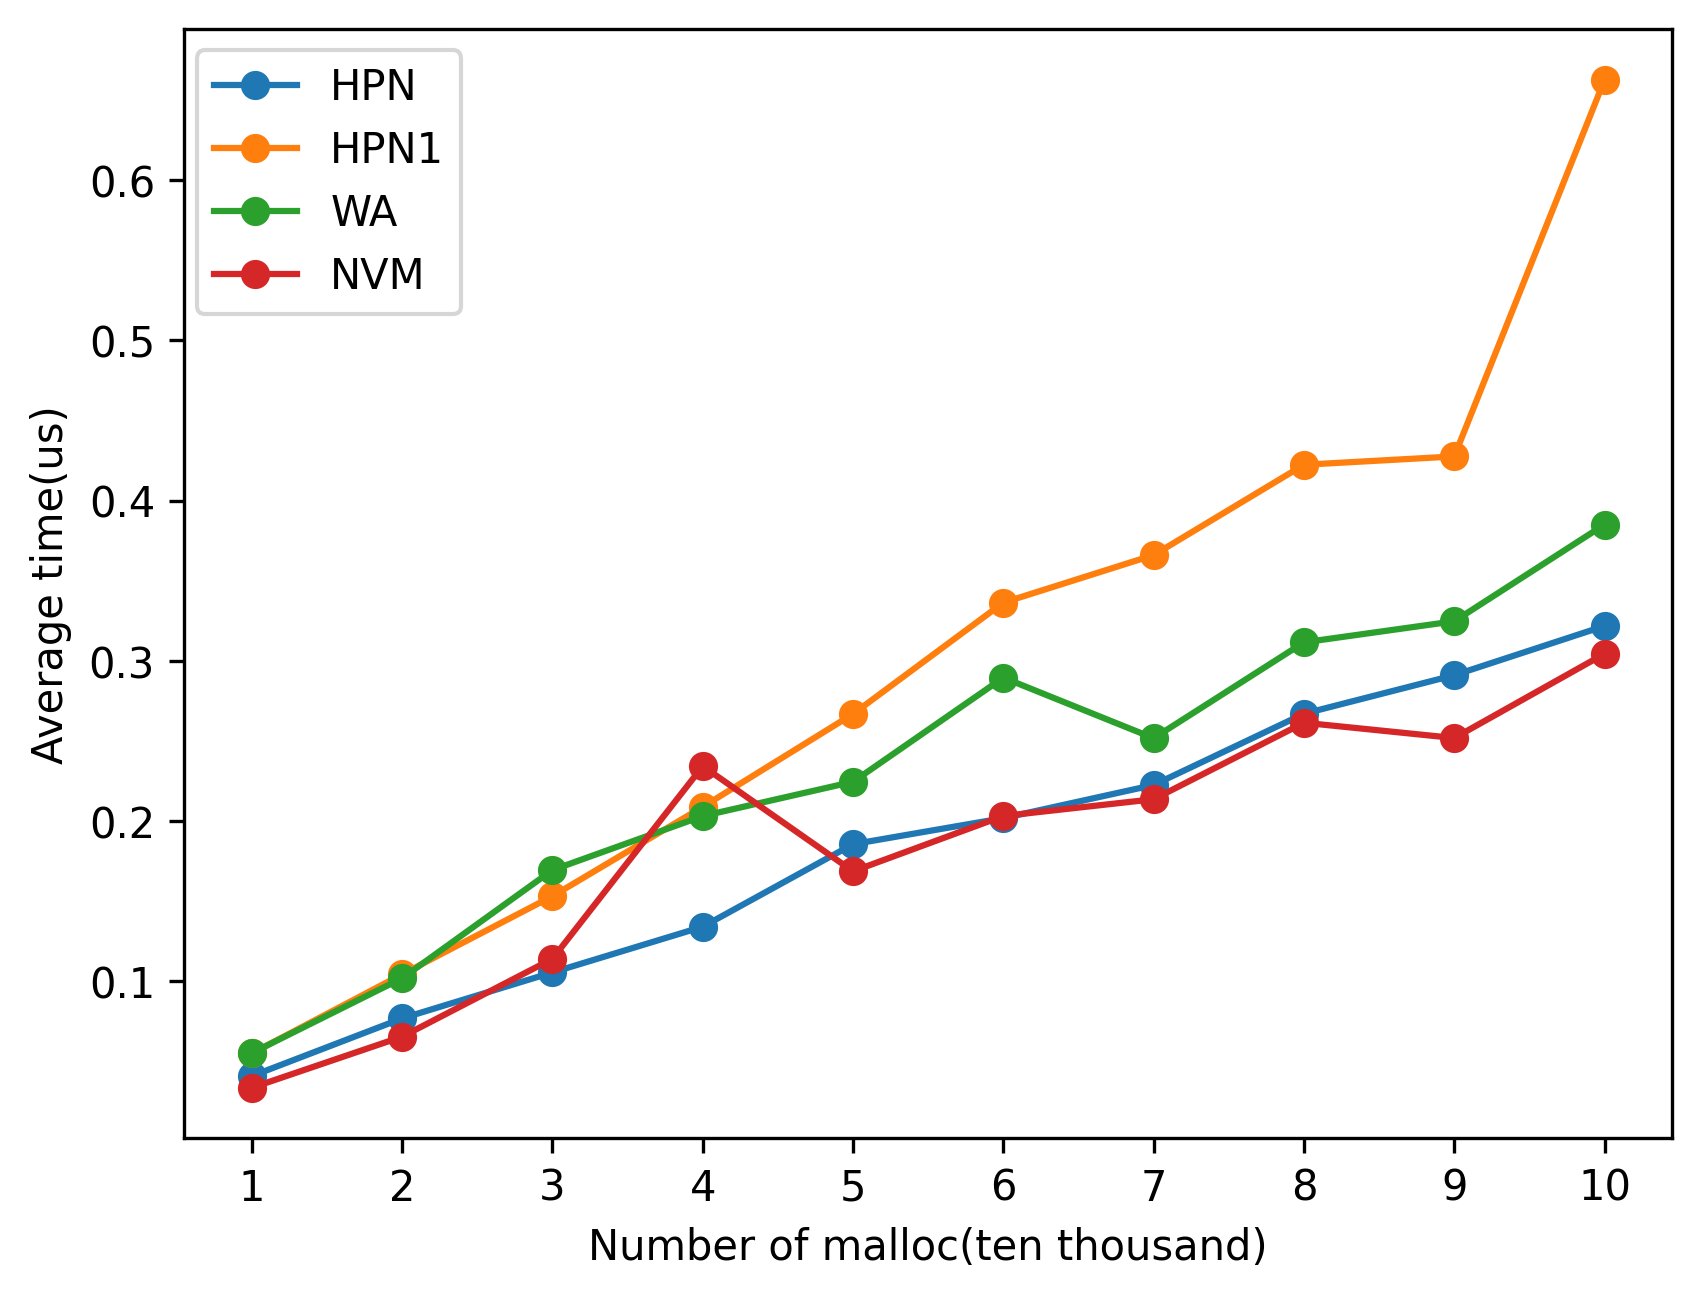 HPN
HPN1
WA
NVM
0.6
0.5
0.4
0.3
0.2
0.1
Average time(us)
1 2 3 4 5 6 7 8 9 10
Number of malloc(ten thousand)